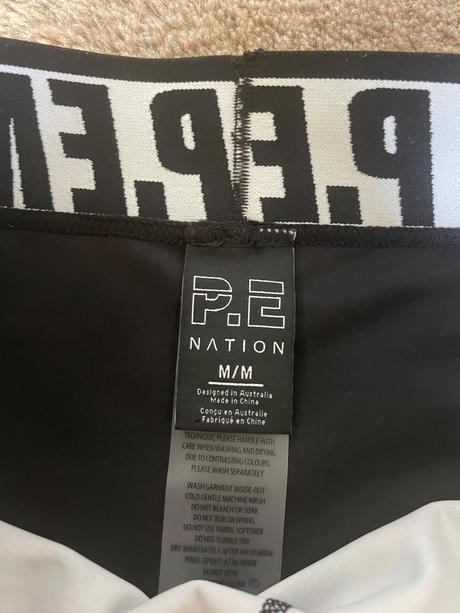 P.E
NATION
M/M
Designed in Australia
Made in China
Conçu en Australie
Fabriqué en Chine
TECHNIQUE, PLEASE HANDLE WITH
CARE WHEN WASHING AND DRYING
DUE TO CONTRASTING COLOURS,
PLEASE WASH SEPARATELY
WASH GARMENT INSIDE-OUT
COLD GENTLE MACHINE WASH
DO NOT BLEACH OR SOAK
DO NOT RUB OR WRING
DO NOT USE FABRIC SOFTENER
DO NOT TUMBLE DRY
DRY IMMEDIATELY AFTER WASH WITH
PRINT OPEN FLAT IN SHADE
DO NOT IRON